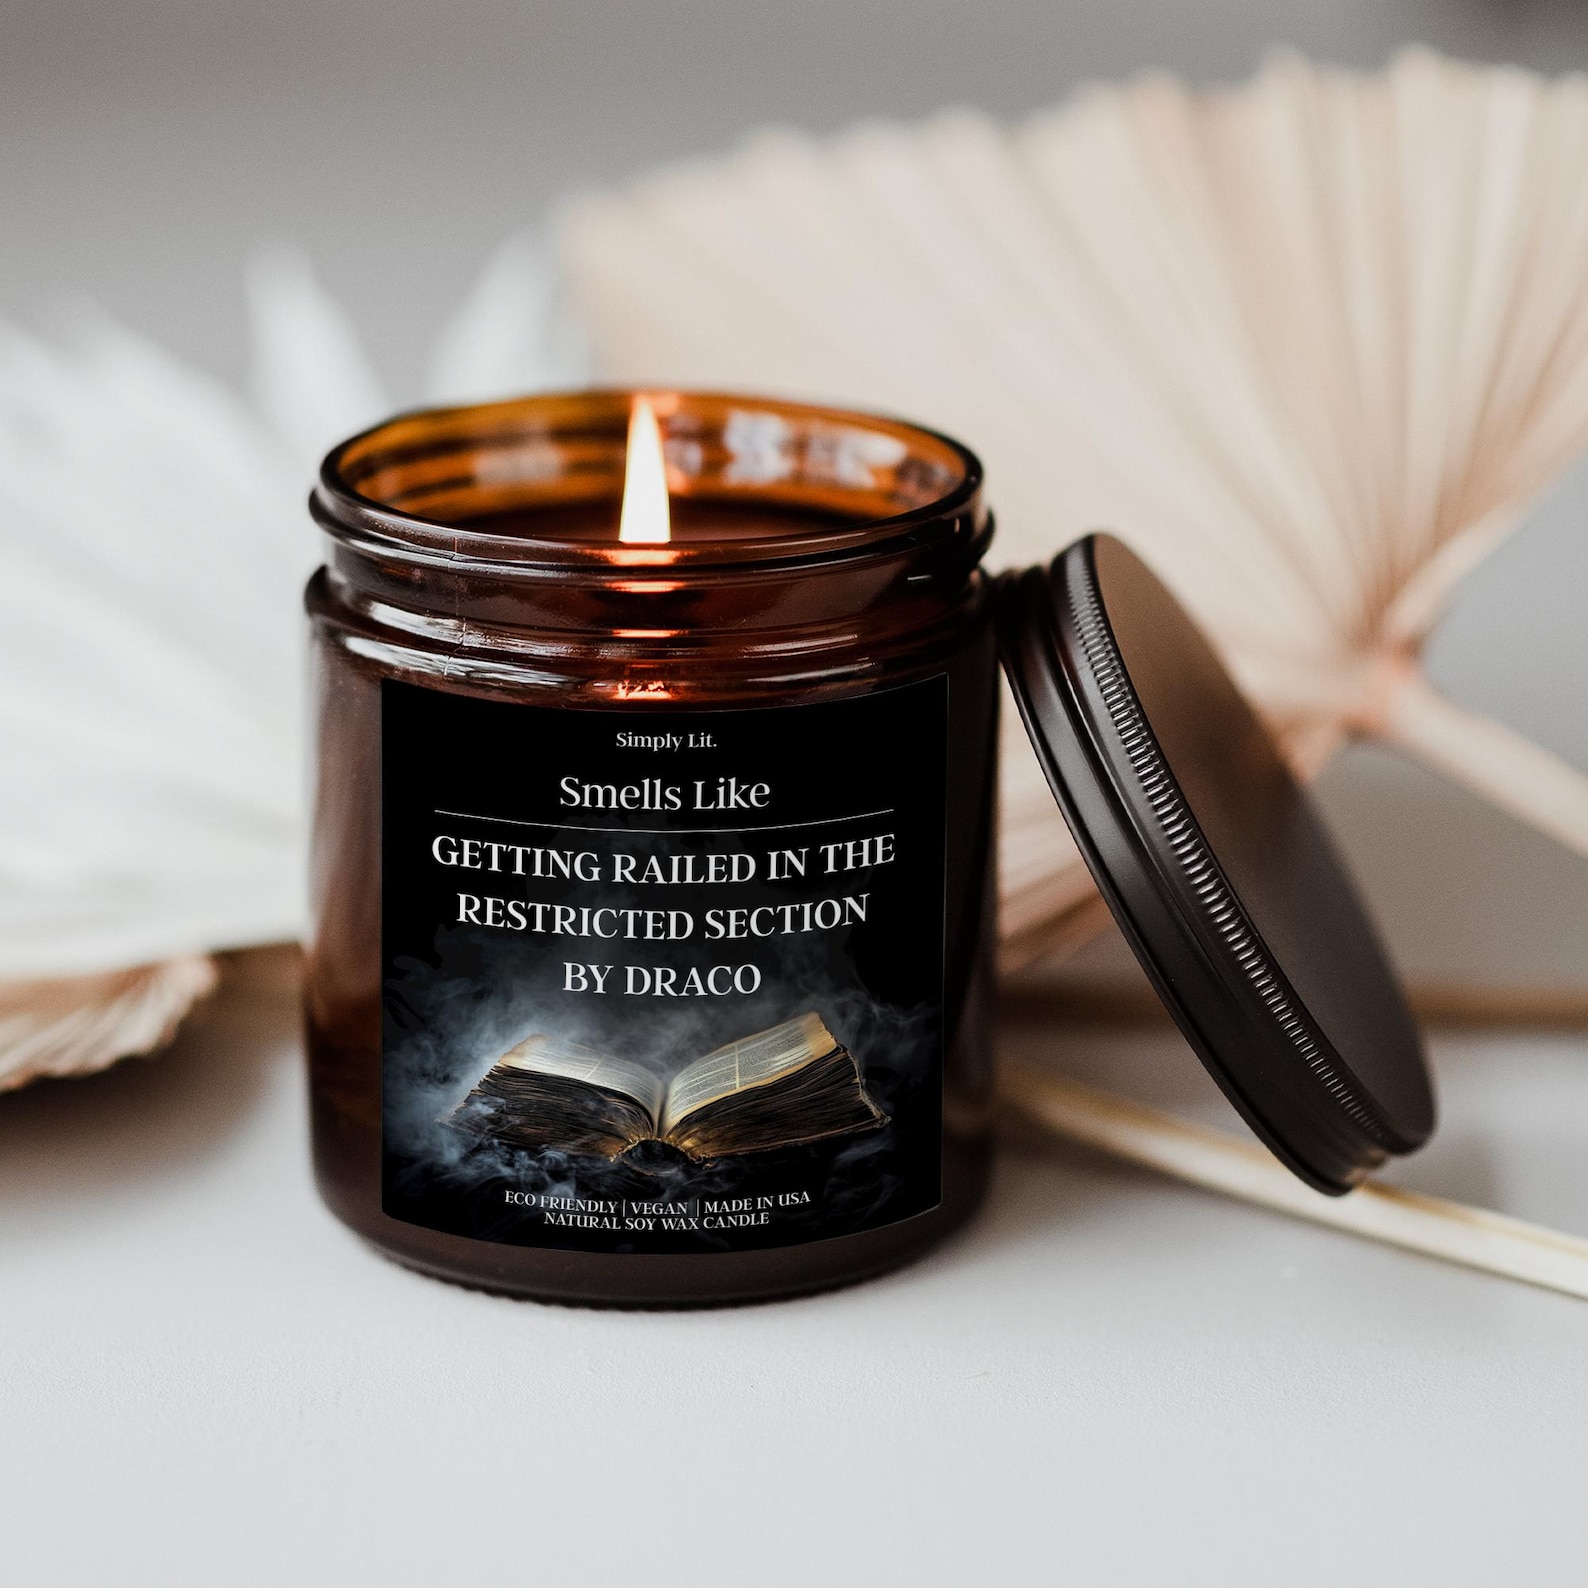 Simply Lit.
Smells Like
GETTING RAILED IN THE
RESTRICTED SECTION
BY DRACO
ECO FRIENDLY | VEGAN | MADE IN USA
NATURAL SOY WAX CANDLE